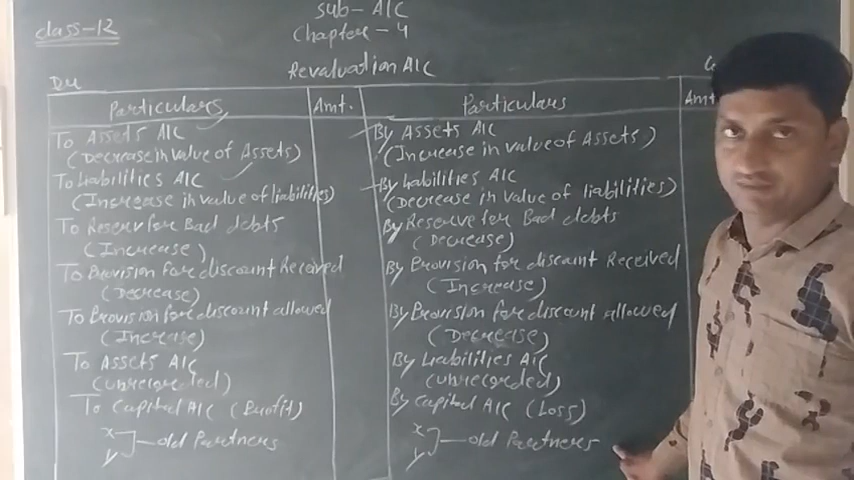 class-12
Sub-A/C
Chapter-4
Revaluation A/C
Dr
Particulars
Amt.
To Assets A/C
(Decrease in value of Assets)
To Liabilities A/C
(Increase in value of liabilities)
To Reserv for Bad debts
(Increase)
To Provision for discount Received
(Decrease)
To Provision for discount allowed
(Increase)
To Assets A/C
(unrecorded)
To Capital A/C (Profit)
x
y
old Partners
Particulars
Amt
By Assets A/C
(Increase in value of Assets)
By Liabilities A/C
(Decrease in value of liabilities)
By Reserve for Bad debts
(Decrease)
By Provision for discount Received
(Increase)
By Provision for discount allowed
(Decrease)
By Liabilities A/C
(unrecorded)
By Capital A/C (Loss)
x
y
old Partners